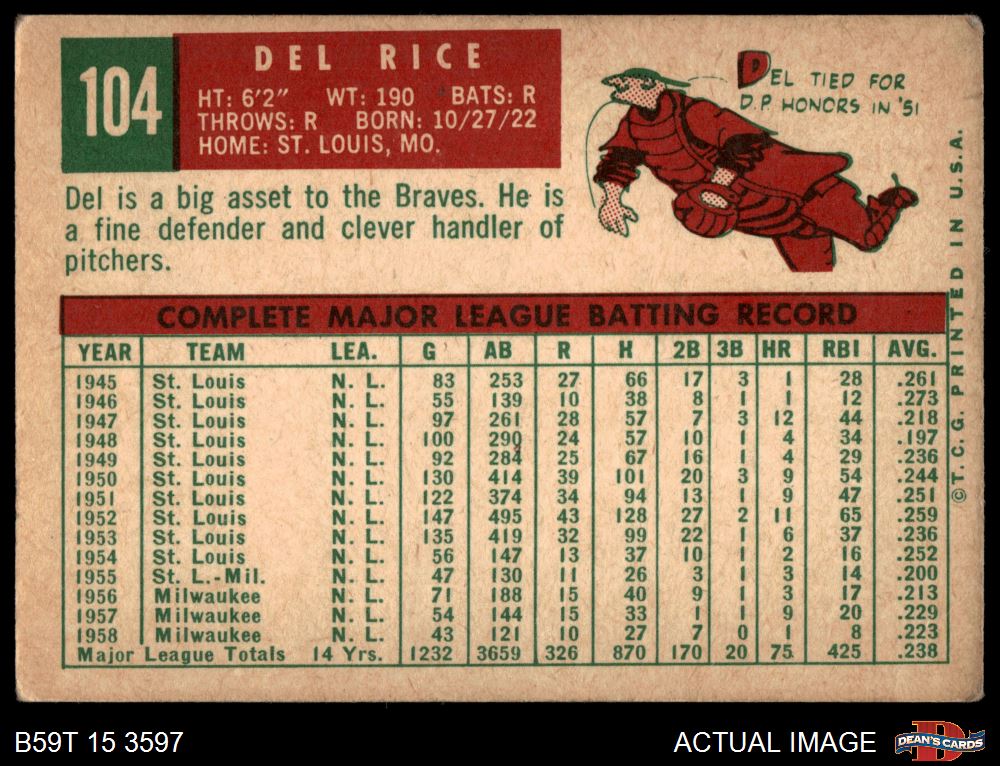 104
DEL RICE
HT: 6'2" WT: 190 BATS: R
THROWS: R BORN: 10/27/22
HOME: ST. LOUIS, MO.
DEL TIED FOR
D.P. HONORS IN '51
Del is a big asset to the Braves. He is
a fine defender and clever handler of
pitchers.
COMPLETE MAJOR LEAGUE BATTING RECORD
YEAR TEAM LEA. G AB R H 2B 3B HR RBI AVG.
1945 St. Louis N. L. 83 253 27 66 17 3 1 28 .261
1946 St. Louis N. L. 55 139 10 38 8 1 1 12 .273
1947 St. Louis N. L. 97 261 28 57 7 3 12 44 .218
1948 St. Louis N. L. 100 290 24 57 10 1 4 34 .197
1949 St. Louis N. L. 92 284 25 67 16 1 4 29 .236
1950 St. Louis N. L. 130 414 39 101 20 3 9 54 .244
1951 St. Louis N. L. 122 374 34 94 13 1 9 47 .251
1952 St. Louis N. L. 147 495 43 128 27 2 11 65 .259
1953 St. Louis N. L. 135 419 32 99 22 1 6 37 .236
1954 St. Louis N. L. 56 147 13 37 10 1 2 16 .252
1955 St. L.-Mil. N. L. 47 130 11 26 3 1 3 14 .200
1956 Milwaukee N. L. 71 188 15 40 9 1 3 17 .213
1957 Milwaukee N. L. 54 144 15 33 1 1 9 20 .229
1958 Milwaukee N. L. 43 121 10 27 7 0 1 8 .223
Major League Totals 14 Yrs. 1232 3659 326 870 170 20 75 425 .238
©T.C.G. PRINTED IN U.S.A.
B59T 15 3597
ACTUAL IMAGE
DEAN'S CARDS